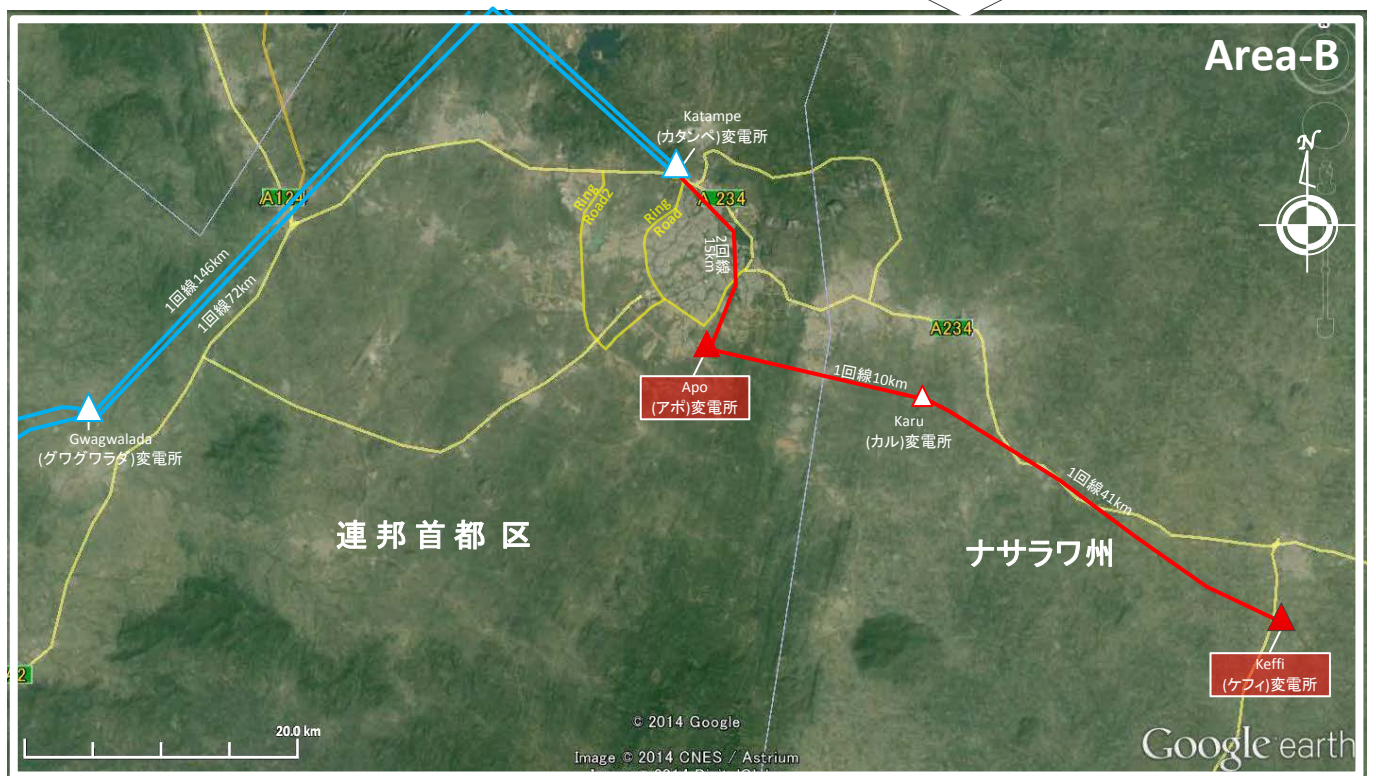 Area-B
N
Katampe
(カタンペ)変電所
A124
A 234
Ring
Road2
Ring
Road
2回線
15km
1回線146km
1回線72km
A234
Apo
(アポ)変電所
1回線10km
Karu
(カル)変電所
Gwagwalada
(グワグワラダ)変電所
1回線41km
連邦首都区
ナサラワ州
Keffi
(ケフィ)変電所
20.0 km
© 2014 Google
Image © 2014 CNES / Astrium
Google earth